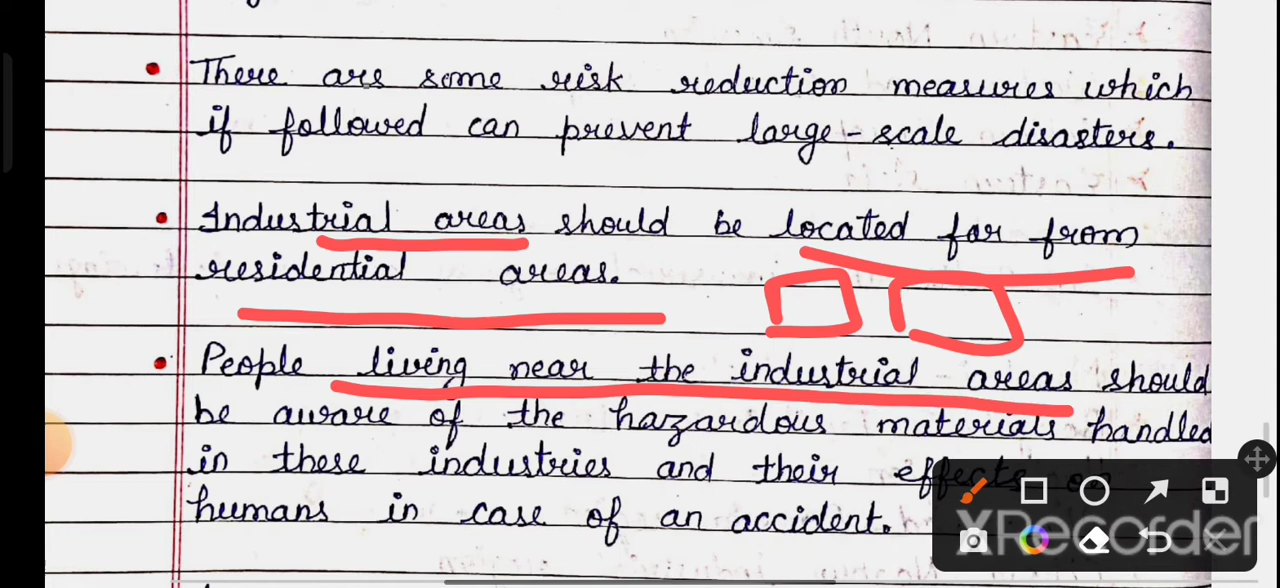 There are some risk reduction measures which
if followed can prevent large-scale disasters.
Industrial areas should be located far from
residential areas.
People living near the industrial areas should
be aware of the hazardous materials handled
in these industries and their effects on
humans in case of an accident.
XRecorder